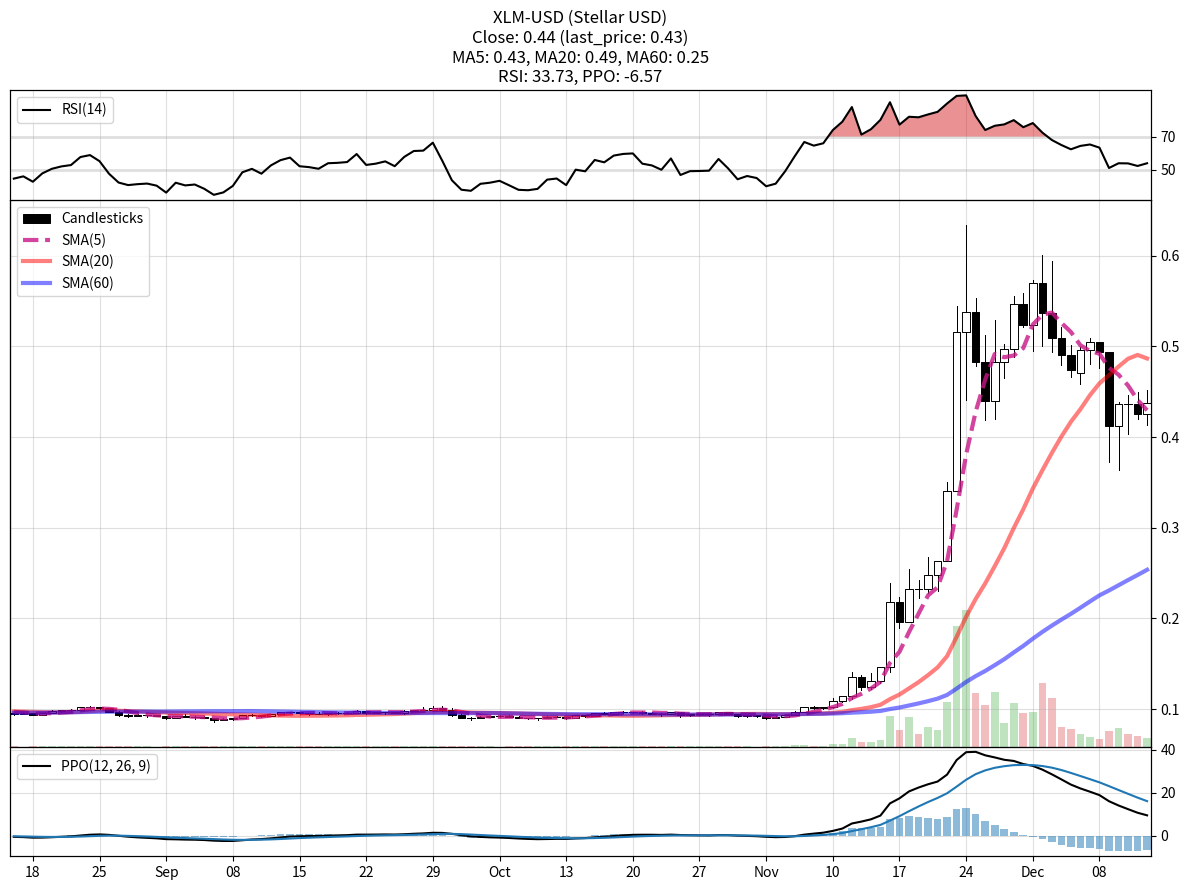 XLM-USD (Stellar USD)
Close: 0.44 (last_price: 0.43)
MA5: 0.43, MA20: 0.49, MA60: 0.25
RSI: 33.73, PPO: -6.57
RSI(14)
70
50
Candlesticks
SMA(5)
SMA(20)
SMA(60)
0.6
0.5
0.4
0.3
0.2
0.1
PPO(12, 26, 9)
40
20
0
18 25 Sep 08 15 22 29 Oct 13 20 27 Nov 10 17 24 Dec 08